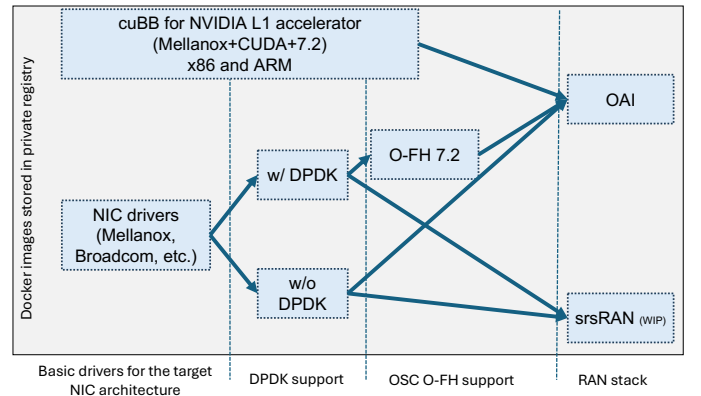 Docker images stored in private registry
cuBB for NVIDIA L1 accelerator
(Mellanox+CUDA+7.2)
x86 and ARM
OAI
O-FH 7.2
w/ DPDK
NIC drivers
(Mellanox,
Broadcom, etc.)
w/o
DPDK
srsRAN (WIP)
Basic drivers for the target
NIC architecture
DPDK support
OSC O-FH support
RAN stack